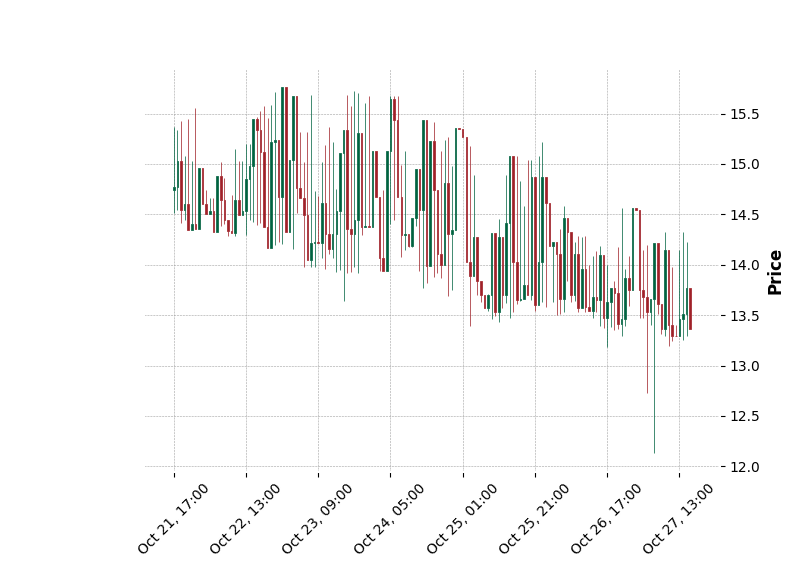 15.5
15.0
14.5
14.0
13.5
13.0
12.5
12.0
Price
Oct 21, 17:00
Oct 22, 13:00
Oct 23, 09:00
Oct 24, 05:00
Oct 25, 01:00
Oct 25, 21:00
Oct 26, 17:00
Oct 27, 13:00